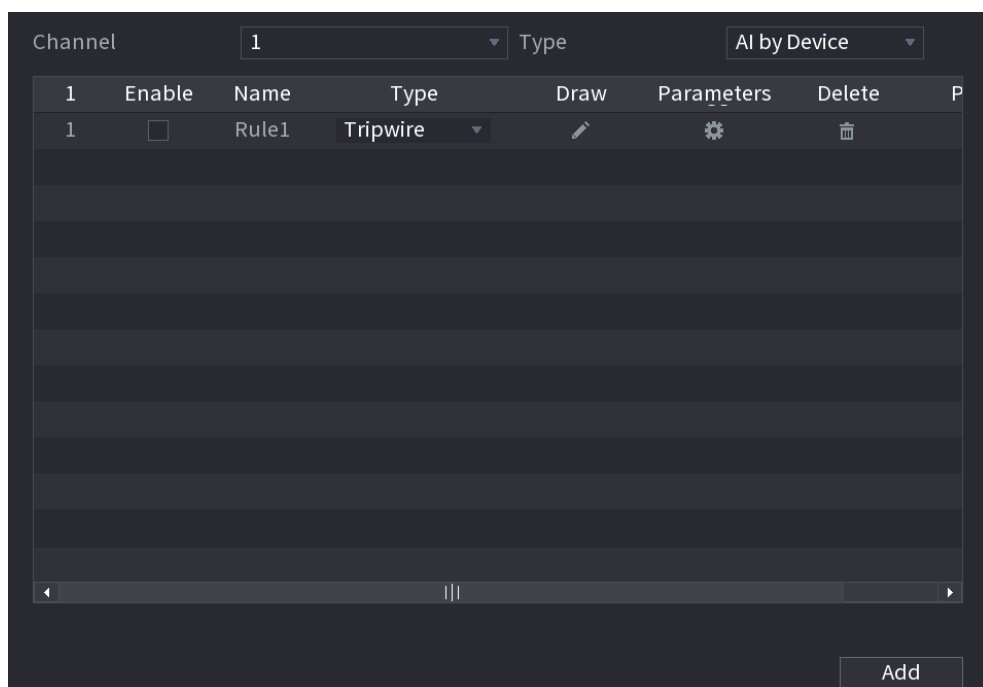 Channel 1 Type AI by Device
1 Enable Name Type Draw Parameters Delete P
1 Rule1 Tripwire
Add